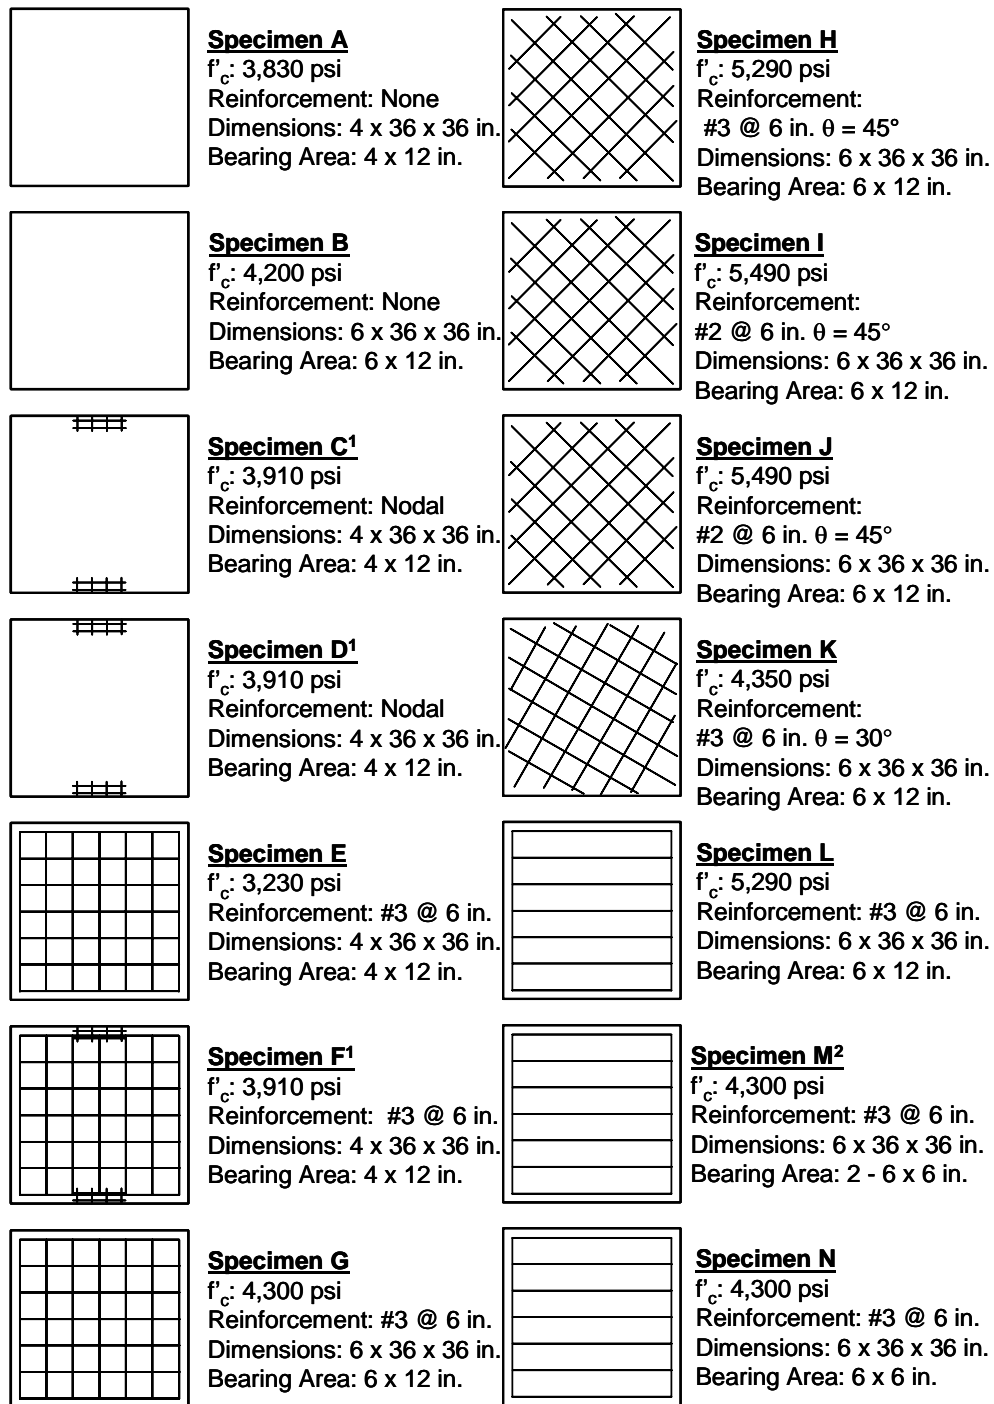 Specimen A
f'c: 3,830 psi
Reinforcement: None
Dimensions: 4 x 36 x 36 in.
Bearing Area: 4 x 12 in.
Specimen B
f'c: 4,200 psi
Reinforcement: None
Dimensions: 6 x 36 x 36 in.
Bearing Area: 6 x 12 in.
Specimen C¹
f'c: 3,910 psi
Reinforcement: Nodal
Dimensions: 4 x 36 x 36 in.
Bearing Area: 4 x 12 in.
Specimen D¹
f'c: 3,910 psi
Reinforcement: Nodal
Dimensions: 4 x 36 x 36 in.
Bearing Area: 4 x 12 in.
Specimen E
f'c: 3,230 psi
Reinforcement: #3 @ 6 in.
Dimensions: 4 x 36 x 36 in.
Bearing Area: 4 x 12 in.
Specimen F¹
f'c: 3,910 psi
Reinforcement: #3 @ 6 in.
Dimensions: 4 x 36 x 36 in.
Bearing Area: 4 x 12 in.
Specimen G
f'c: 4,300 psi
Reinforcement: #3 @ 6 in.
Dimensions: 6 x 36 x 36 in.
Bearing Area: 6 x 12 in.
Specimen H
f'c: 5,290 psi
Reinforcement:
#3 @ 6 in. θ = 45°
Dimensions: 6 x 36 x 36 in.
Bearing Area: 6 x 12 in.
Specimen I
f'c: 5,490 psi
Reinforcement:
#2 @ 6 in. θ = 45°
Dimensions: 6 x 36 x 36 in.
Bearing Area: 6 x 12 in.
Specimen J
f'c: 5,490 psi
Reinforcement:
#2 @ 6 in. θ = 45°
Dimensions: 6 x 36 x 36 in.
Bearing Area: 6 x 12 in.
Specimen K
f'c: 4,350 psi
Reinforcement:
#3 @ 6 in. θ = 30°
Dimensions: 6 x 36 x 36 in.
Bearing Area: 6 x 12 in.
Specimen L
f'c: 5,290 psi
Reinforcement: #3 @ 6 in.
Dimensions: 6 x 36 x 36 in.
Bearing Area: 6 x 12 in.
Specimen M²
f'c: 4,300 psi
Reinforcement: #3 @ 6 in.
Dimensions: 6 x 36 x 36 in.
Bearing Area: 2 - 6 x 6 in.
Specimen N
f'c: 4,300 psi
Reinforcement: #3 @ 6 in.
Dimensions: 6 x 36 x 36 in.
Bearing Area: 6 x 6 in.